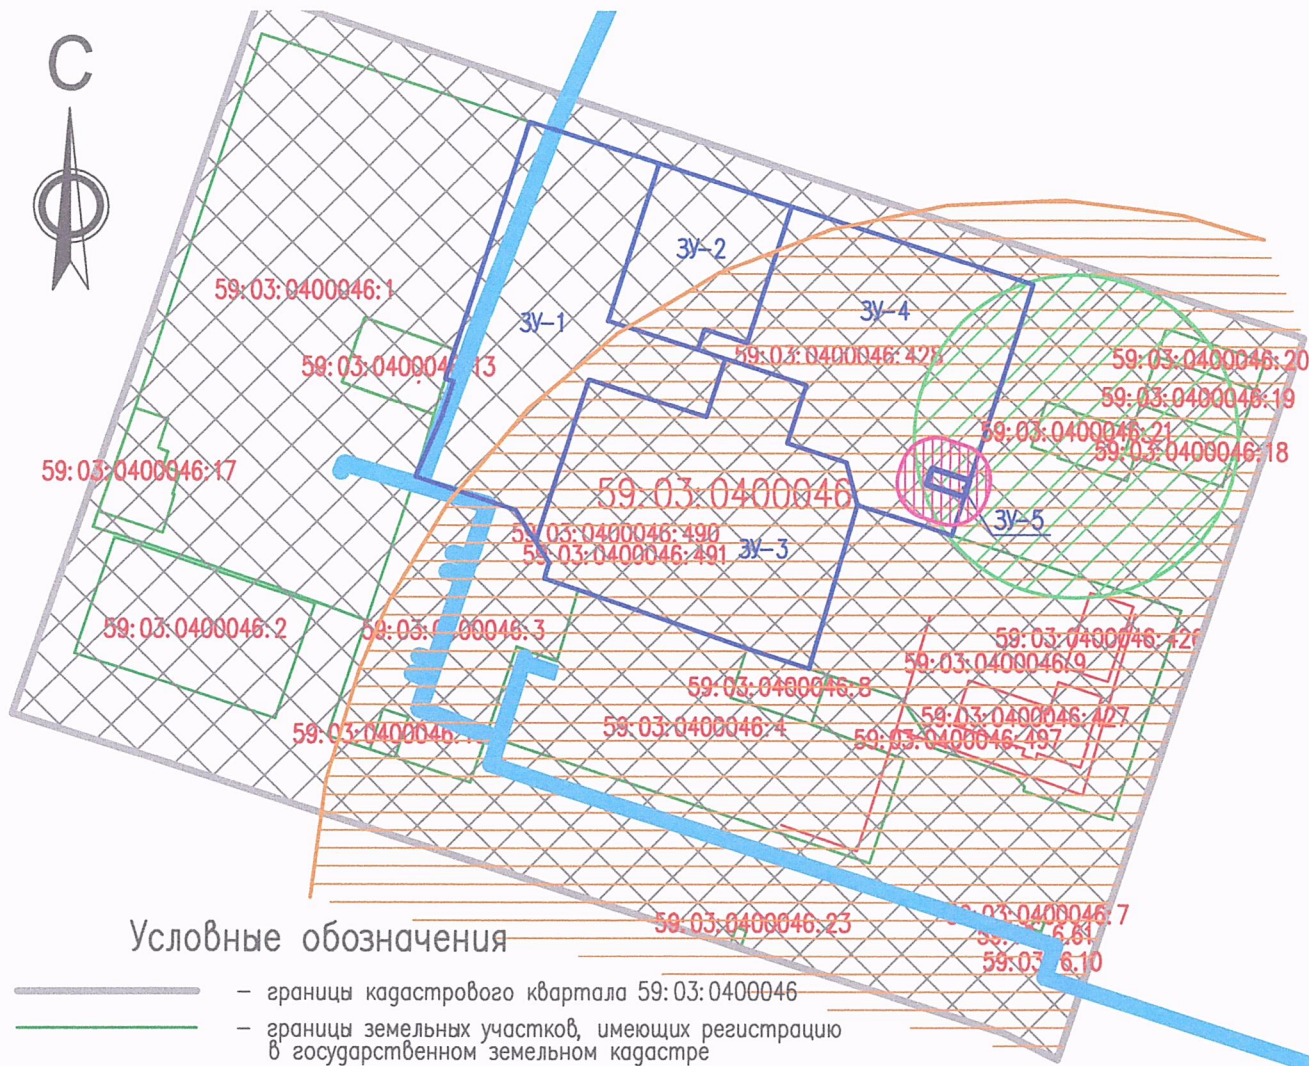 С
ЗУ-2
59:03:0400046:1
ЗУ-4
ЗУ-1
59:03:0400046:428
59:03:0400046:20
59:03:0400046:13
59:03:0400046:19
59:03:0400046:21
59:03:0400046:18
59:03:0400046:17
59:03:0400046
ЗУ-5
59:03:0400046:490
ЗУ-3
59:03:0400046:491
59:03:0400046:2
59:03:0400046:3
59:03:0400046:426
59:03:0400046:9
59:03:0400046:8
59:03:0400046:427
59:03:0400046:4
59:03:0400046:497
59:03:0400046:23
59:03:0400046:7
Условные обозначения
– границы кадастрового квартала 59:03:0400046
– границы земельных участков, имеющих регистрацию
в государственном земельном кадастре